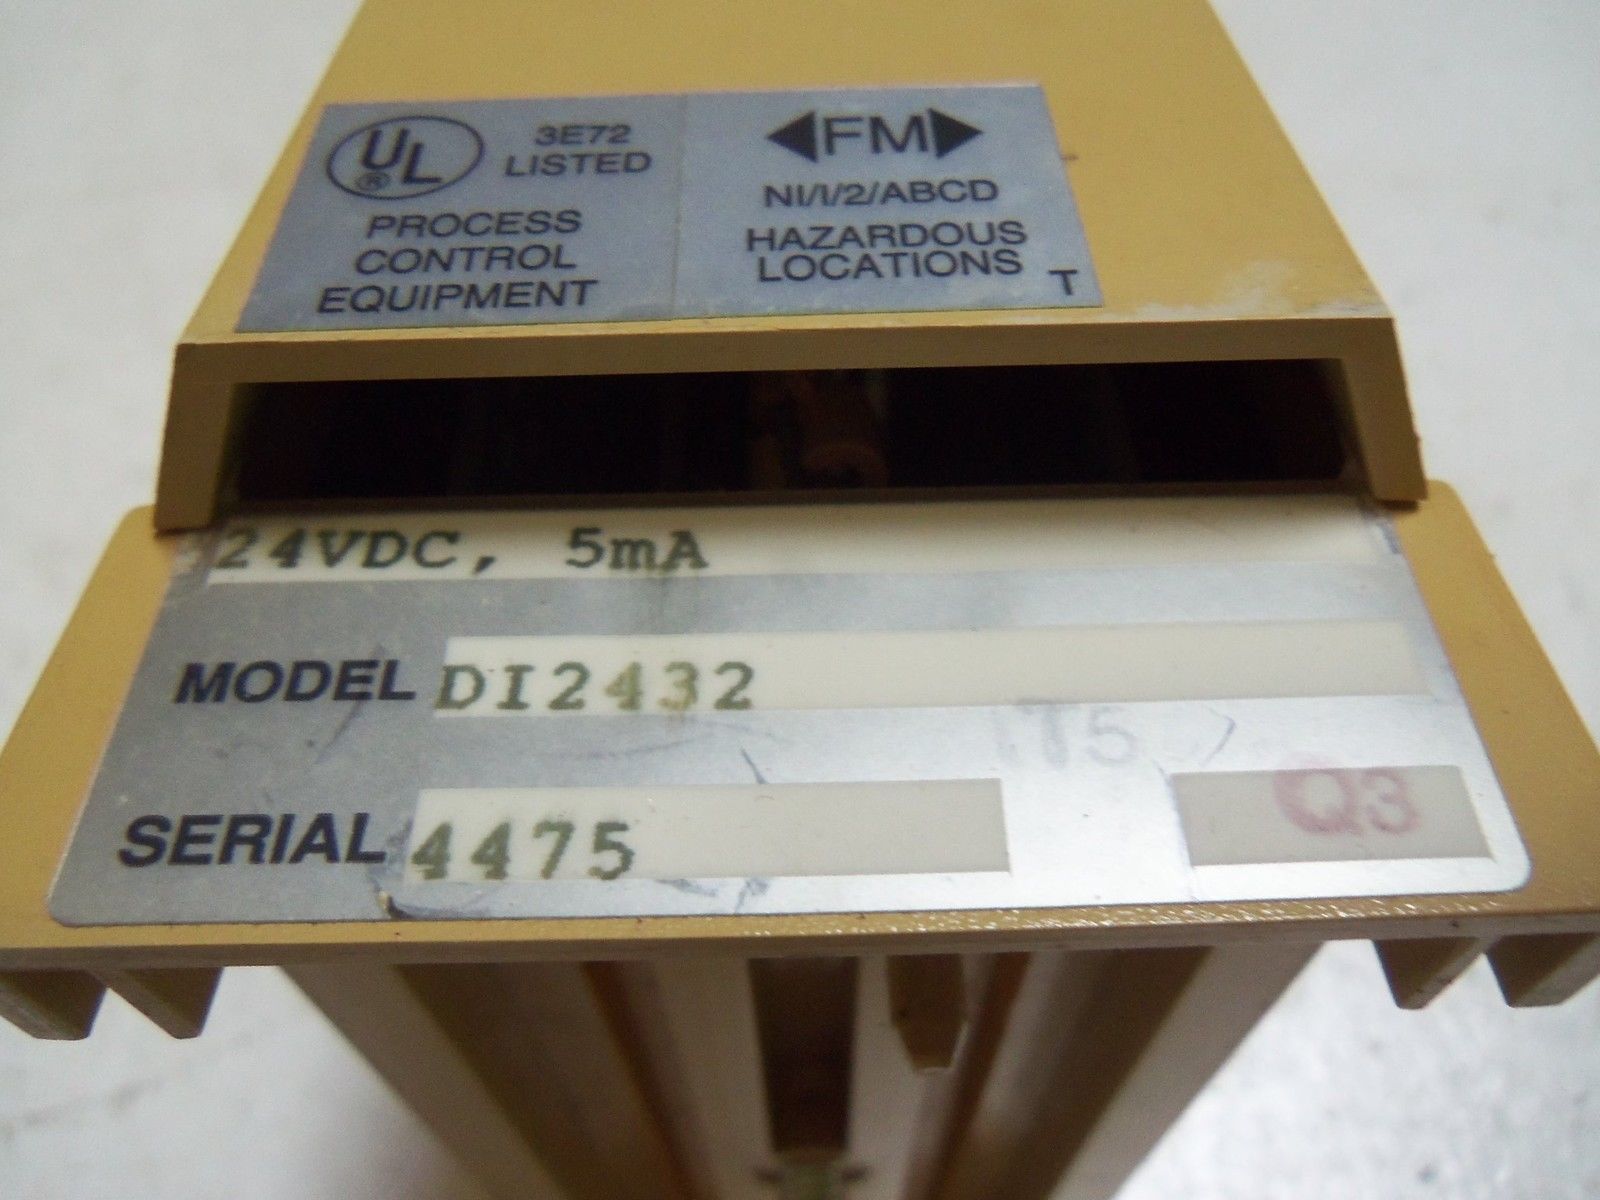 UL ®
3E72
LISTED
PROCESS
CONTROL
EQUIPMENT
FM
NI/I/2/ABCD
HAZARDOUS
LOCATIONS
T
24VDC, 5mA
MODEL DI2432
175
SERIAL 4475
Q3